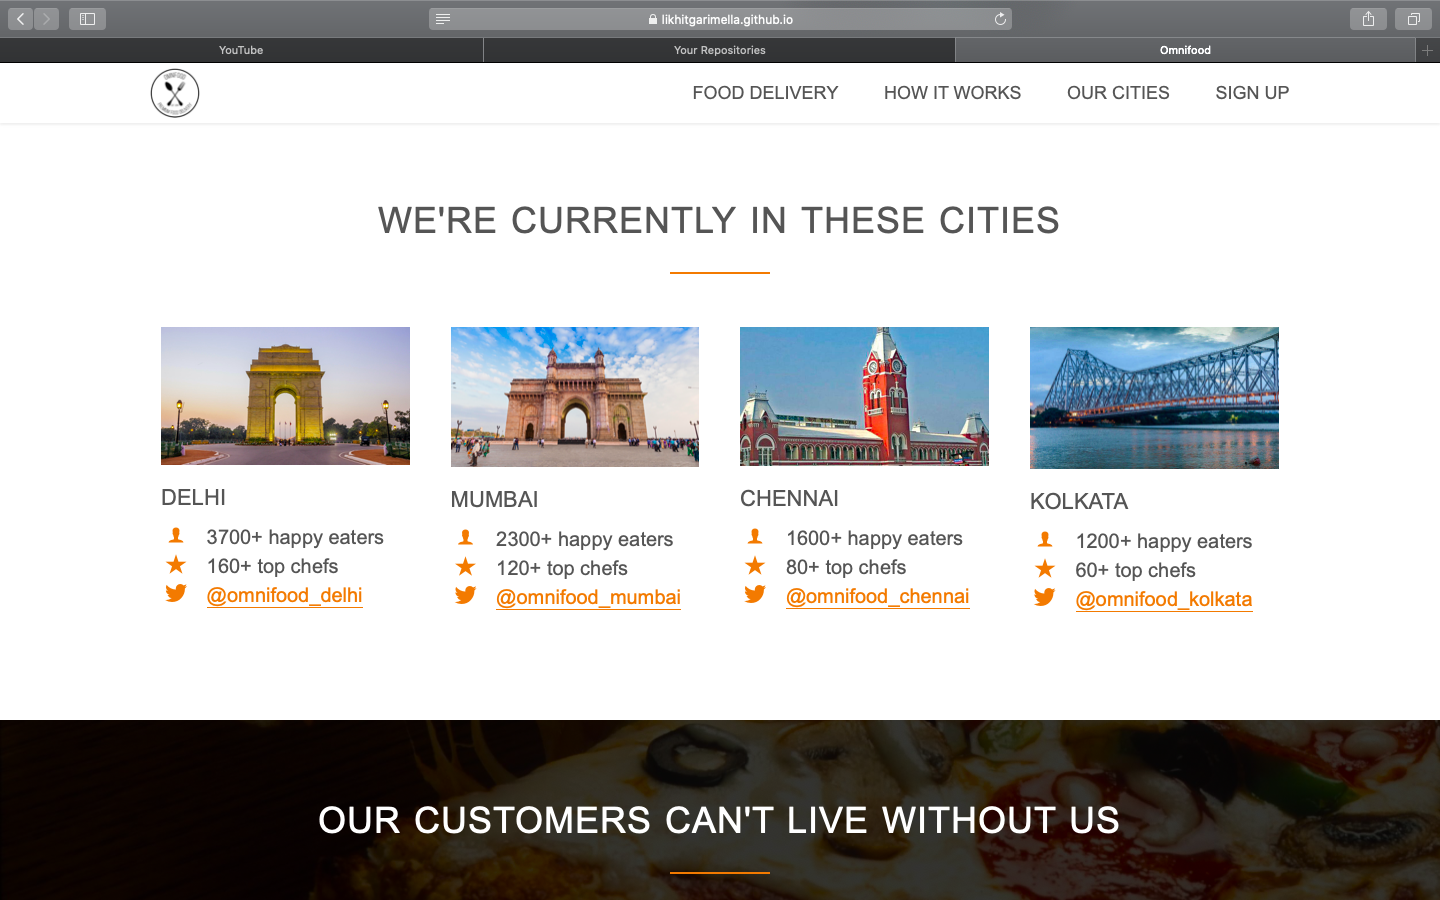 likhitgarimella.github.io
YouTube
Your Repositories
Omnifood
FOOD DELIVERY
HOW IT WORKS
OUR CITIES
SIGN UP
WE'RE CURRENTLY IN THESE CITIES
DELHI
3700+ happy eaters
160+ top chefs
@omnifood_delhi
MUMBAI
2300+ happy eaters
120+ top chefs
@omnifood_mumbai
CHENNAI
1600+ happy eaters
80+ top chefs
@omnifood_chennai
KOLKATA
1200+ happy eaters
60+ top chefs
@omnifood_kolkata
OUR CUSTOMERS CAN'T LIVE WITHOUT US